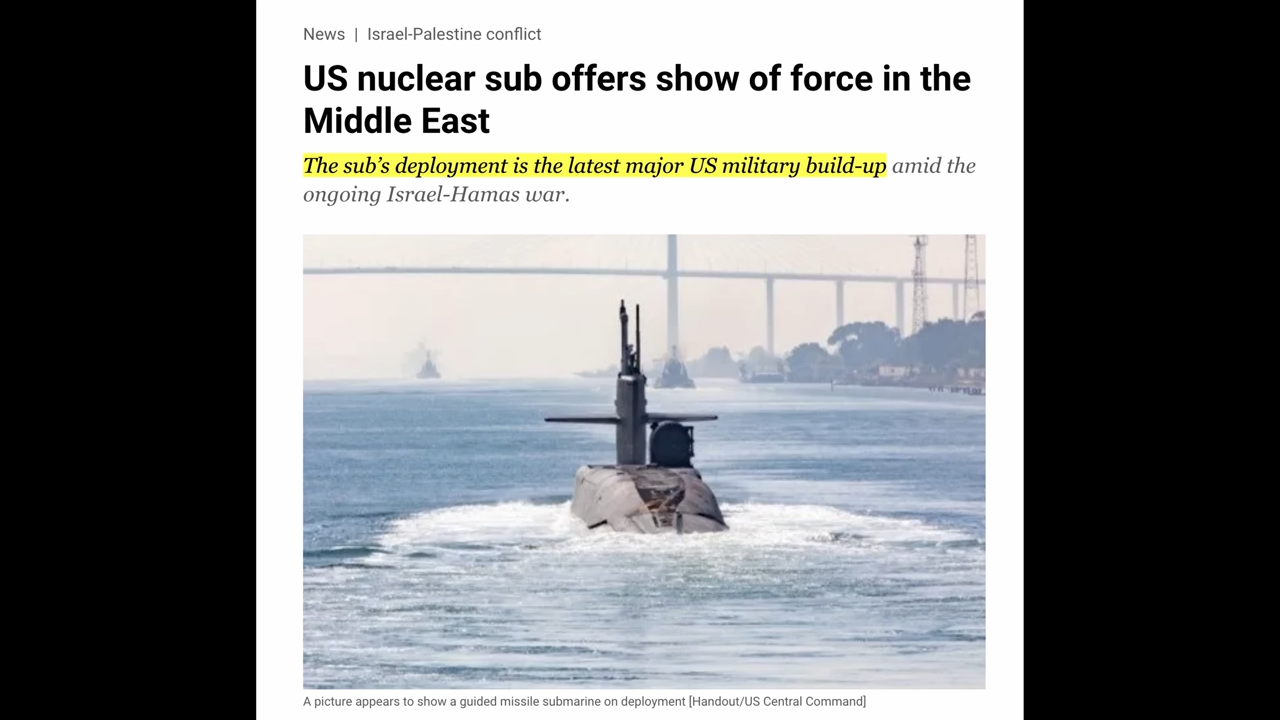 News | Israel-Palestine conflict
US nuclear sub offers show of force in the
Middle East
The sub’s deployment is the latest major US military build-up amid the
ongoing Israel-Hamas war.
A picture appears to show a guided missile submarine on deployment [Handout/US Central Command]